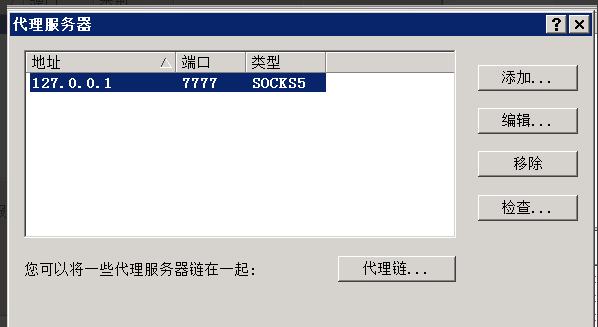 代理服务器
地址 端口 类型
127.0.0.1 7777 SOCKS5
添加...
编辑...
移除
检查...
您可以将一些代理服务器链在一起:
代理链...